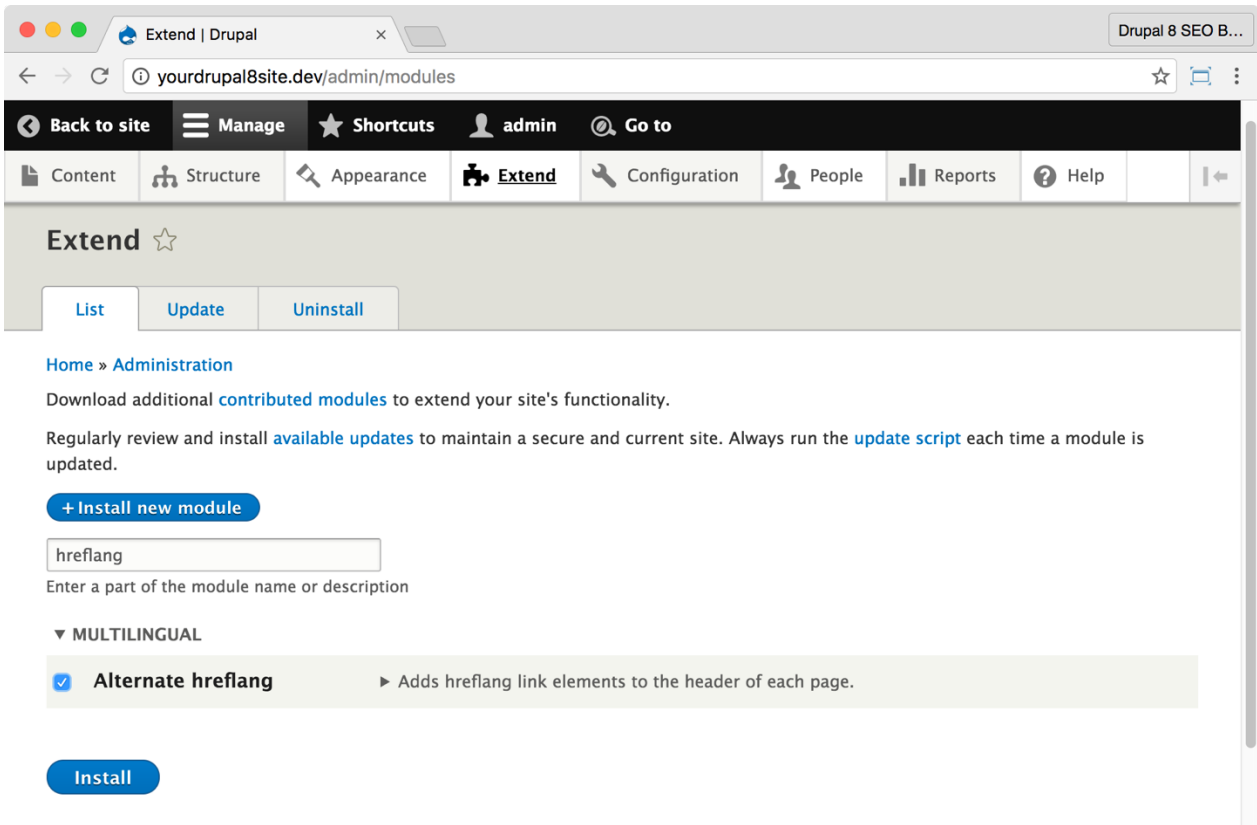 Extend | Drupal
Drupal 8 SEO B...
yourdrupal8site.dev/admin/modules
Back to site Manage Shortcuts admin Go to
Content Structure Appearance Extend Configuration People Reports Help
Extend
List Update Uninstall
Home » Administration
Download additional contributed modules to extend your site's functionality.
Regularly review and install available updates to maintain a secure and current site. Always run the update script each time a module is
updated.
+Install new module
hreflang
Enter a part of the module name or description
▼ MULTILINGUAL
Alternate hreflang ► Adds hreflang link elements to the header of each page.
Install